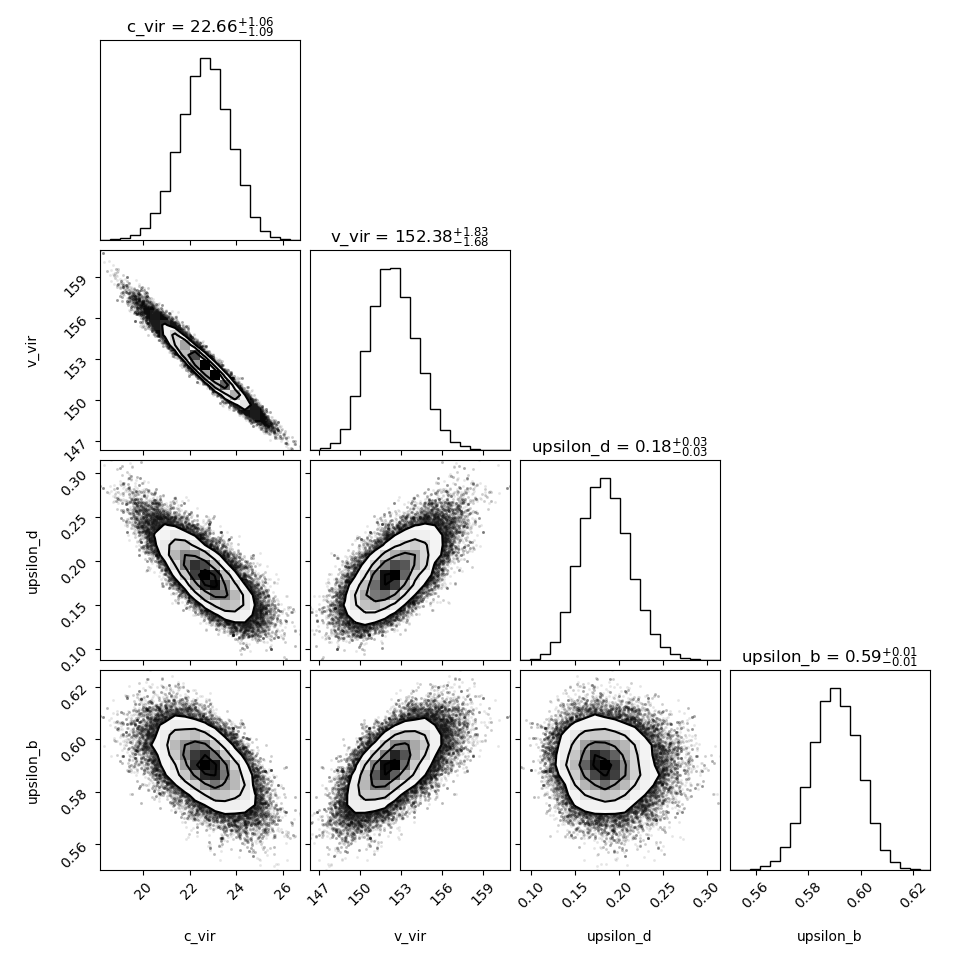 c_vir = 22.66+1.06−1.09
v_vir = 152.38+1.83−1.68
159
156
153
150
147
v_vir
upsilon_d = 0.18+0.03−0.03
0.30
0.25
0.20
0.15
0.10
upsilon_d
upsilon_b = 0.59+0.01−0.01
0.62
0.60
0.58
0.56
upsilon_b
20 22 24 26 147 150 153 156 159 0.10 0.15 0.20 0.25 0.30 0.56 0.58 0.60 0.62
c_vir v_vir upsilon_d upsilon_b